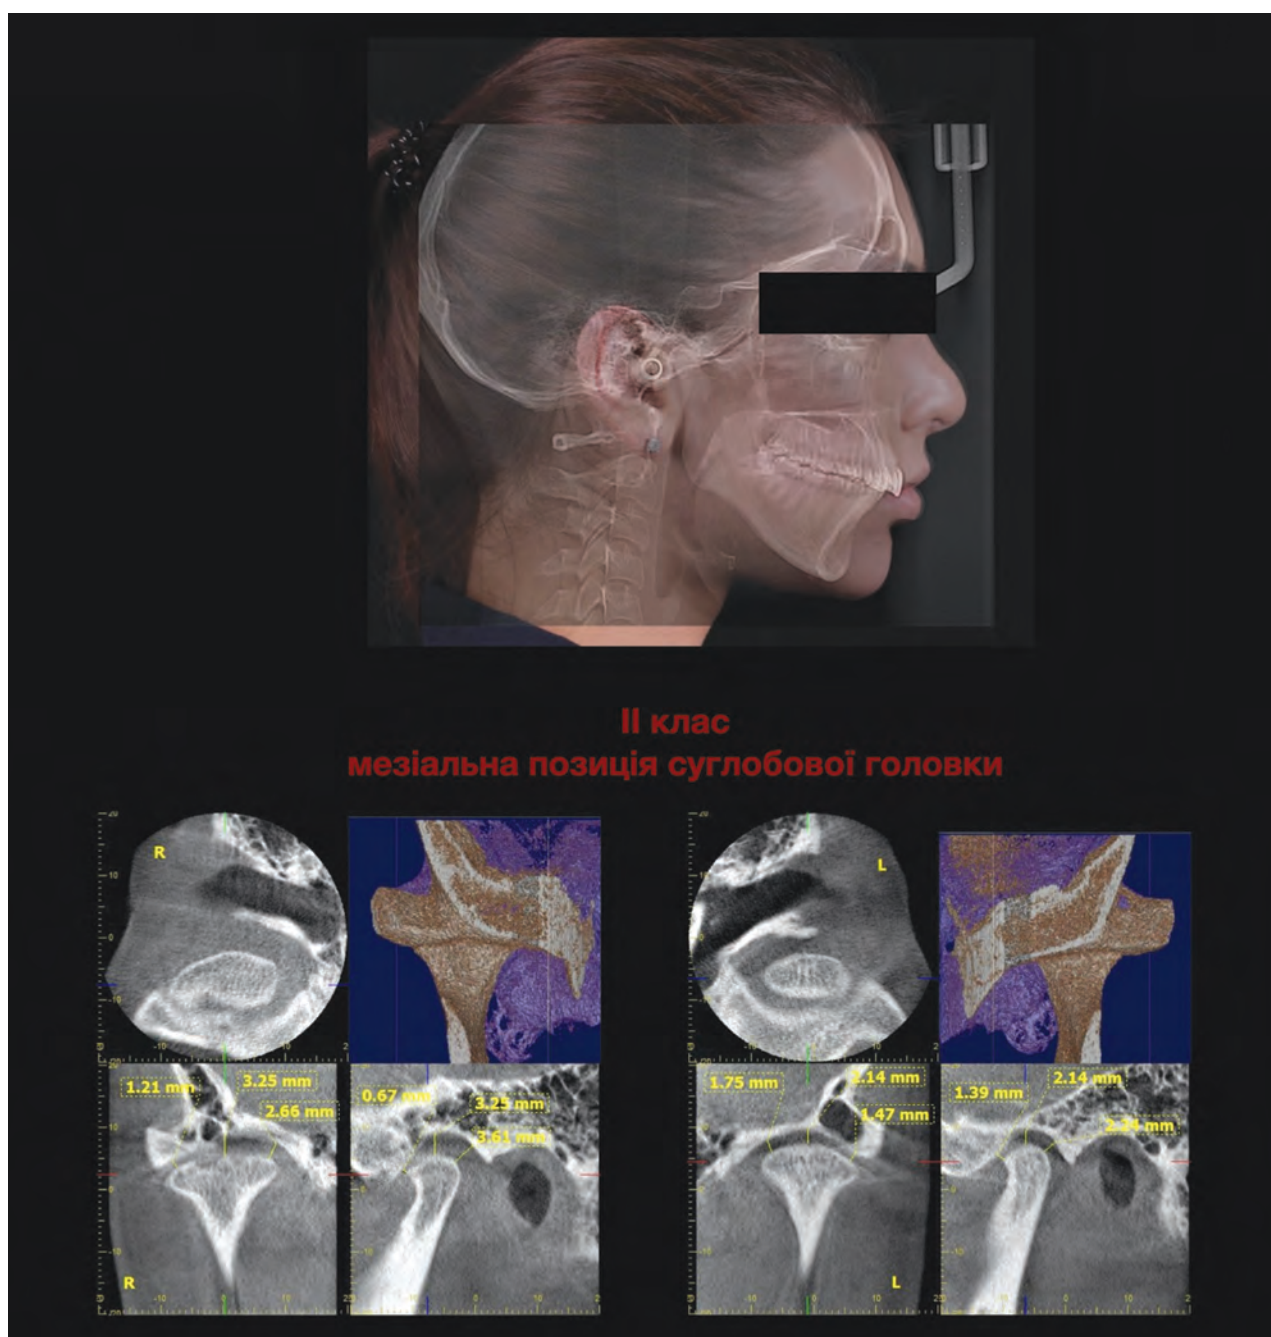 II клас
мезіальна позиція суглобової головки
R
L
1.21 mm
3.25 mm
2.66 mm
0.67 mm
3.25 mm
3.61 mm
1.75 mm
2.14 mm
1.47 mm
1.39 mm
2.14 mm
2.24 mm
R
L